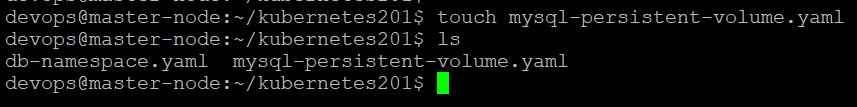 devops@master-node:~/kubernetes201$ touch mysql-persistent-volume.yaml
devops@master-node:~/kubernetes201$ ls
db-namespace.yaml  mysql-persistent-volume.yaml
devops@master-node:~/kubernetes201$